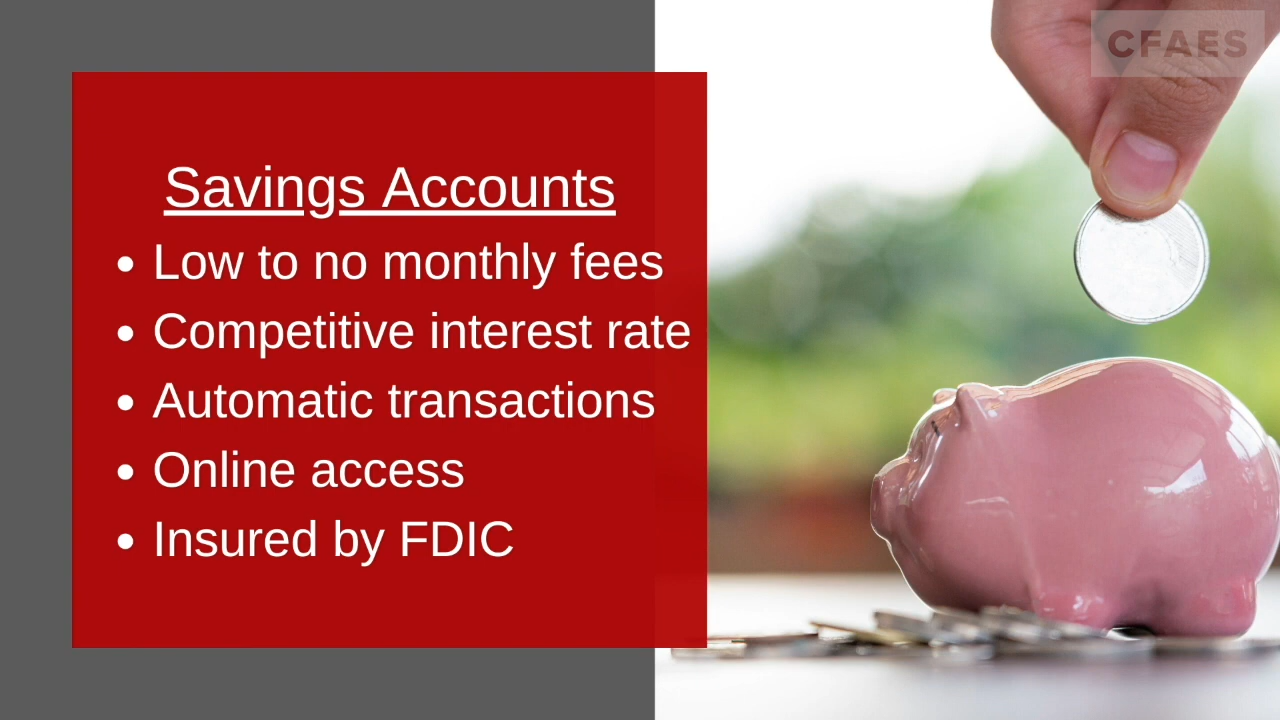 CFAES
Savings Accounts
• Low to no monthly fees
• Competitive interest rate
• Automatic transactions
• Online access
• Insured by FDIC